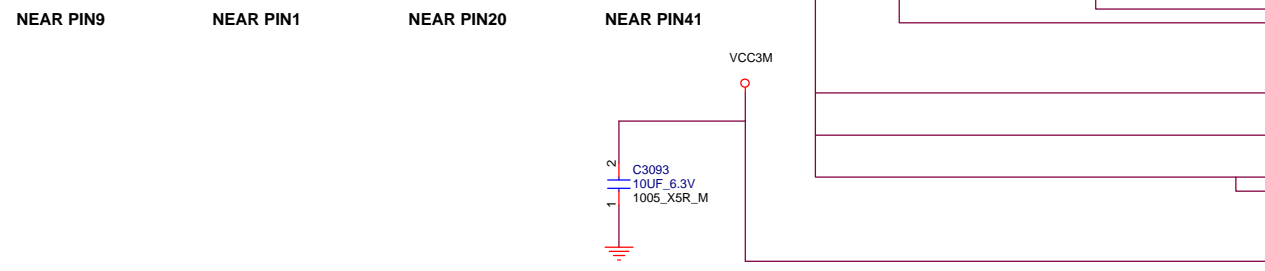 NEAR PIN9 NEAR PIN1 NEAR PIN20 NEAR PIN41
VCC3M
2
C3093
10UF_6.3V
1005_X5R_M
1